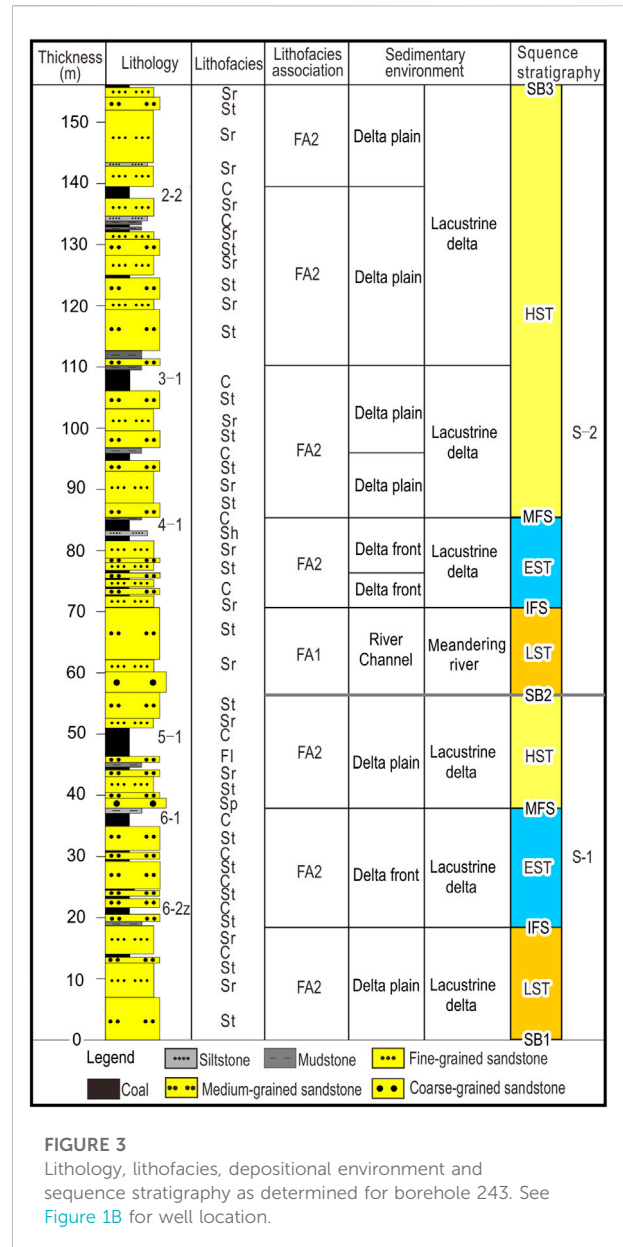 Thickness (m) Lithology Lithofacies Lithofacies association Sedimentary environment Squence stratigraphy
SB3
Sr
St
150
Sr
FA2 Delta plain
Sr
140
C
2-2
Sr
C
Sr
130
St
Sr
Lacustrine delta
FA2 Delta plain
St
120
Sr
HST
St
110
3-1
C
St
Delta plain
100
Sr
St
S-2
C
FA2
Lacustrine delta
St
90
Sr
Delta plain
St
MFS
4-1
C
Sh
80
Sr
Delta front
St
FA2
Lacustrine delta
EST
C
Delta front
70
Sr
IFS
St
FA1 River Channel Meandering river LST
60
Sr
SB2
St
Sr
50
5-1
C
Fl
HST
Sr
FA2 Delta plain Lacustrine delta
St
40
Sp
MFS
6-1
C
St
30
C
St
S-1
FA2 Delta front Lacustrine delta EST
C
St
6-2z
C
20
St
IFS
Sr
C
St
10
Sr
FA2 Delta plain Lacustrine delta LST
St
0
SB1
Legend Siltstone Mudstone Fine-grained sandstone
Coal Medium-grained sandstone Coarse-grained sandstone
FIGURE 3
Lithology, lithofacies, depositional environment and
sequence stratigraphy as determined for borehole 243. See
Figure 1B for well location.